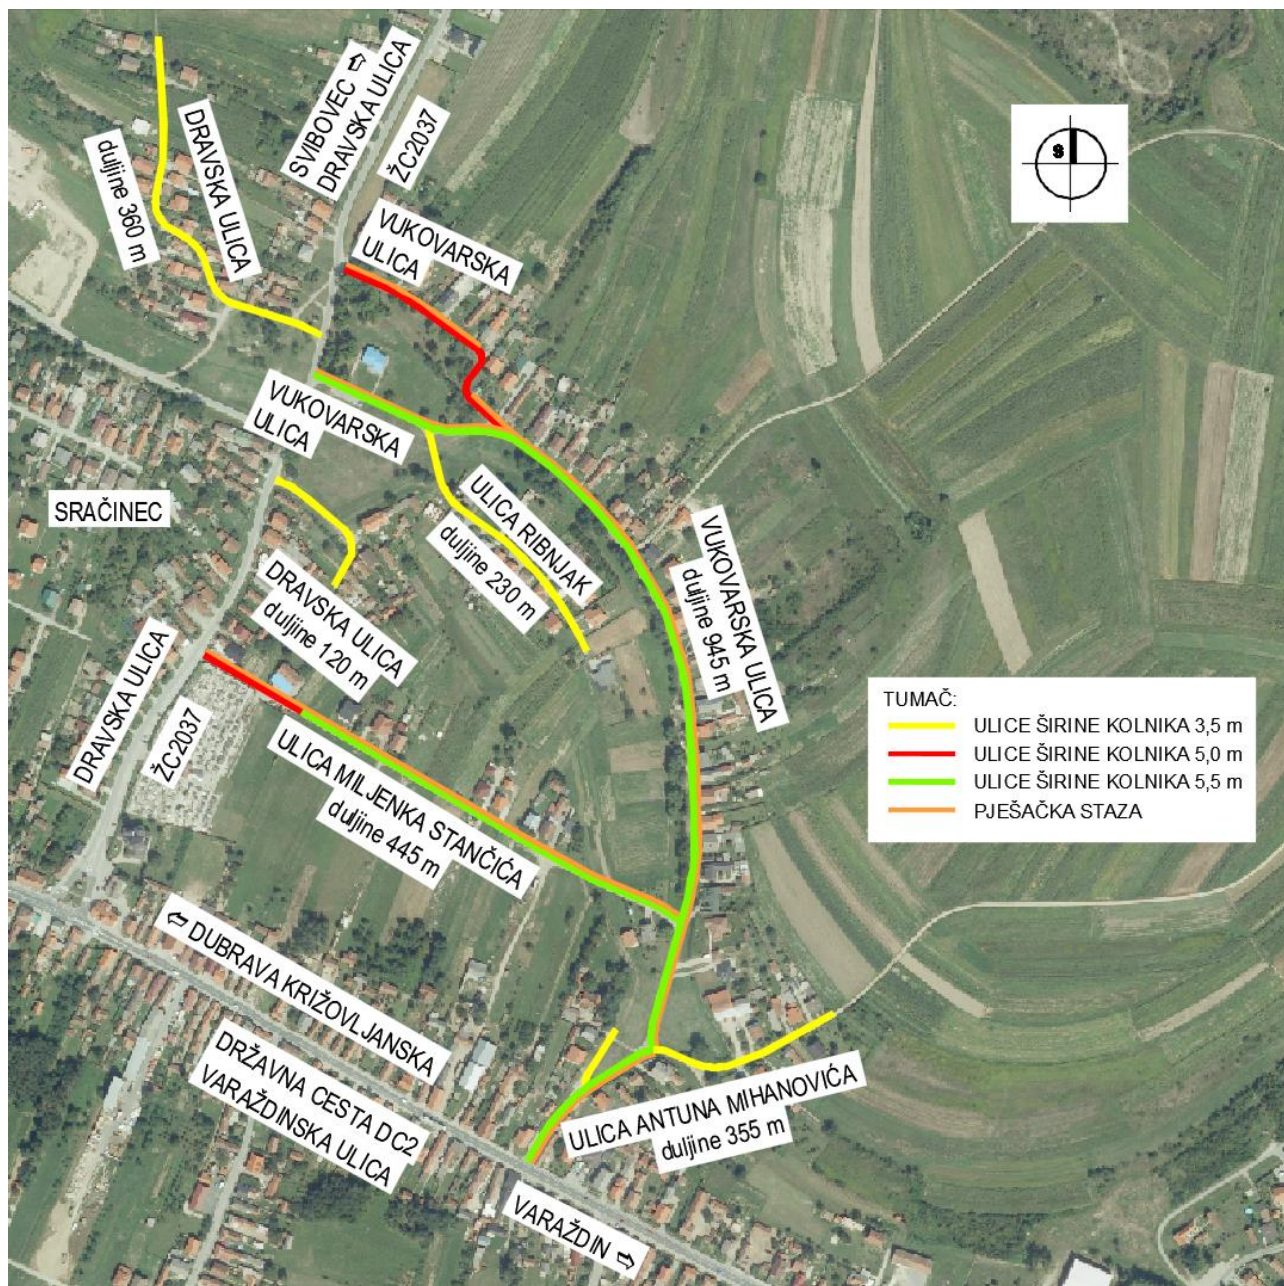 SVIBOVEC ⇨
DRAVSKA ULICA
ŽC2037
DRAVSKA ULICA
duljine 360 m
S
VUKOVARSKA
ULICA
VUKOVARSKA
ULICA
SRAČINEC
ULICA RIBNJAK
duljine 230 m
DRAVSKA ULICA
duljine 120 m
VUKOVARSKA ULICA
duljine 945 m
DRAVSKA ULICA
ŽC2037
ULICA MILJENKA STANČIĆA
duljine 445 m
TUMAČ:
ULICE ŠIRINE KOLNIKA 3,5 m
ULICE ŠIRINE KOLNIKA 5,0 m
ULICE ŠIRINE KOLNIKA 5,5 m
PJEŠAČKA STAZA
⇦ DUBRAVA KRIŽOVLJANSKA
DRŽAVNA CESTA DC2
VARAŽDINSKA ULICA
ULICA ANTUNA MIHANOVIĆA
duljine 355 m
VARAŽDIN ⇨